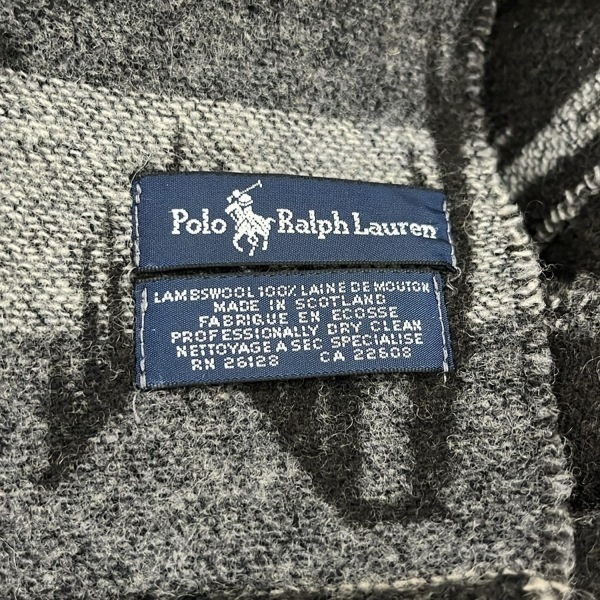 Polo Ralph Lauren
LAMBSWOOL 100% LAINE DE MOUTON
MADE IN SCOTLAND
FABRIQUE EN ECOSSE
PROFESSIONALLY DRY CLEAN
NETTOYAGE A SEC SPECIALISE
RN 26128 CA 22608